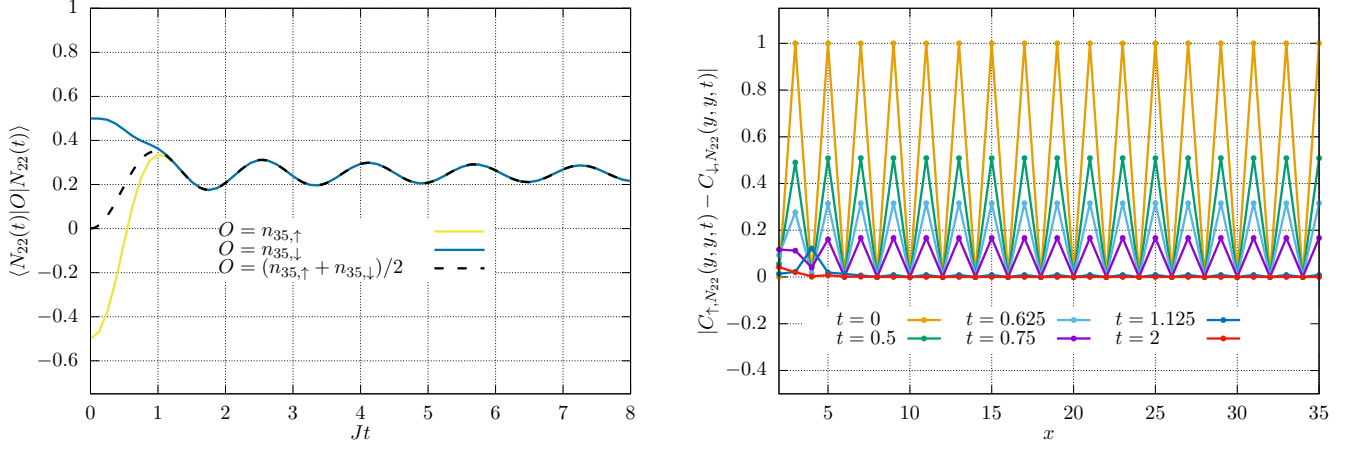 ⟨N₂₂(t)|O|N₂₂(t)⟩
1
0.8
0.6
0.4
0.2
0
−0.2
−0.4
−0.6
O = n₃₅,↑
O = n₃₅,↓
O = (n₃₅,↑ + n₃₅,↓)/2
0 1 2 3 4 5 6 7 8
Jt
|C↑,N₂₂(y, y, t) − C↓,N₂₂(y, y, t)|
1
0.8
0.6
0.4
0.2
0
−0.2
−0.4
t = 0 t = 0.625 t = 1.125
t = 0.5 t = 0.75 t = 2
5 10 15 20 25 30 35
x